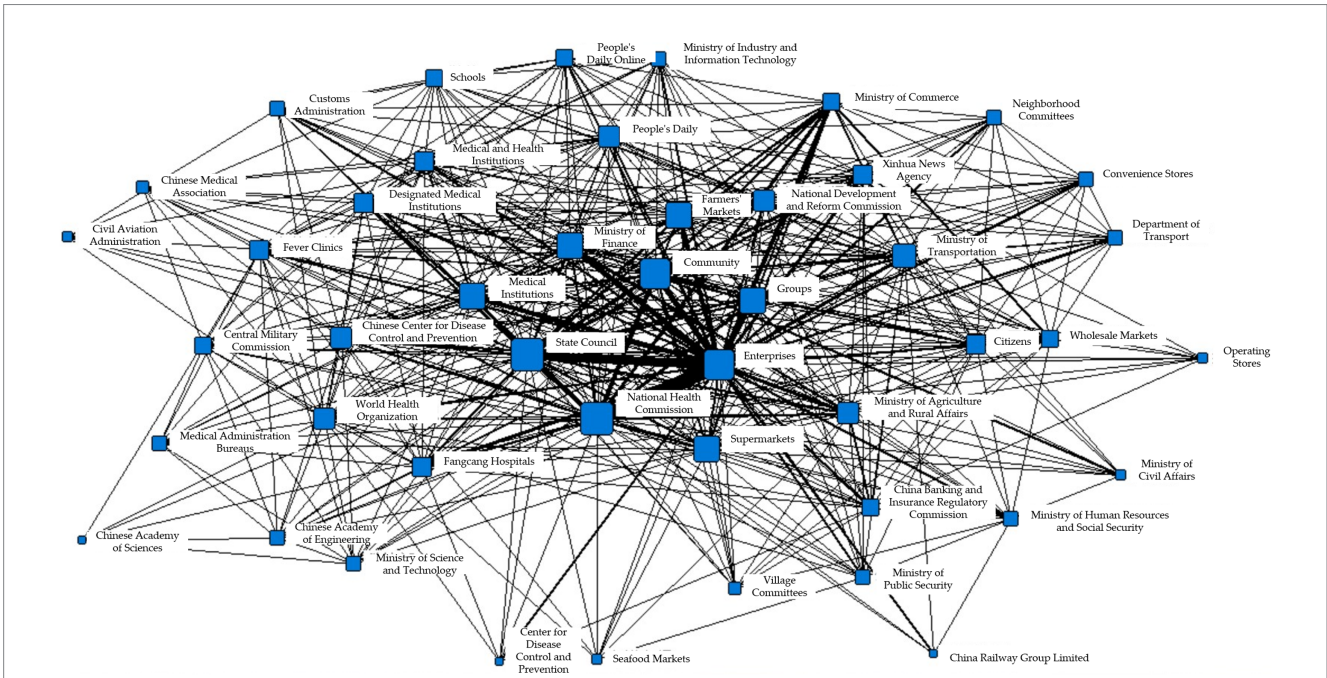 People's
Daily Online
Ministry of Industry and
Information Technology
Schools
Customs
Administration
Ministry of Commerce
Neighborhood
Committees
People's Daily
Medical and Health
Institutions
Xinhua News
Agency
Convenience Stores
Chinese Medical
Association
Designated Medical
Institutions
Farmers'
Markets
National Development
and Reform Commission
Civil Aviation
Administration
Fever Clinics
Ministry of
Finance
Ministry of
Transportation
Department of
Transport
Community
Medical
Institutions
Groups
Central Military
Commission
Chinese Center for Disease
Control and Prevention
State Council
Enterprises
Citizens
Wholesale Markets
Operating
Stores
World Health
Organization
National Health
Commission
Ministry of Agriculture
and Rural Affairs
Medical Administration
Bureaus
Fangcang Hospitals
Supermarkets
Ministry of
Civil Affairs
China Banking and
Insurance Regulatory
Commission
Ministry of Human Resources
and Social Security
Chinese Academy
of Sciences
Chinese Academy
of Engineering
Ministry of Science
and Technology
Village
Committees
Ministry of
Public Security
Center for
Disease
Control and
Prevention
Seafood Markets
China Railway Group Limited